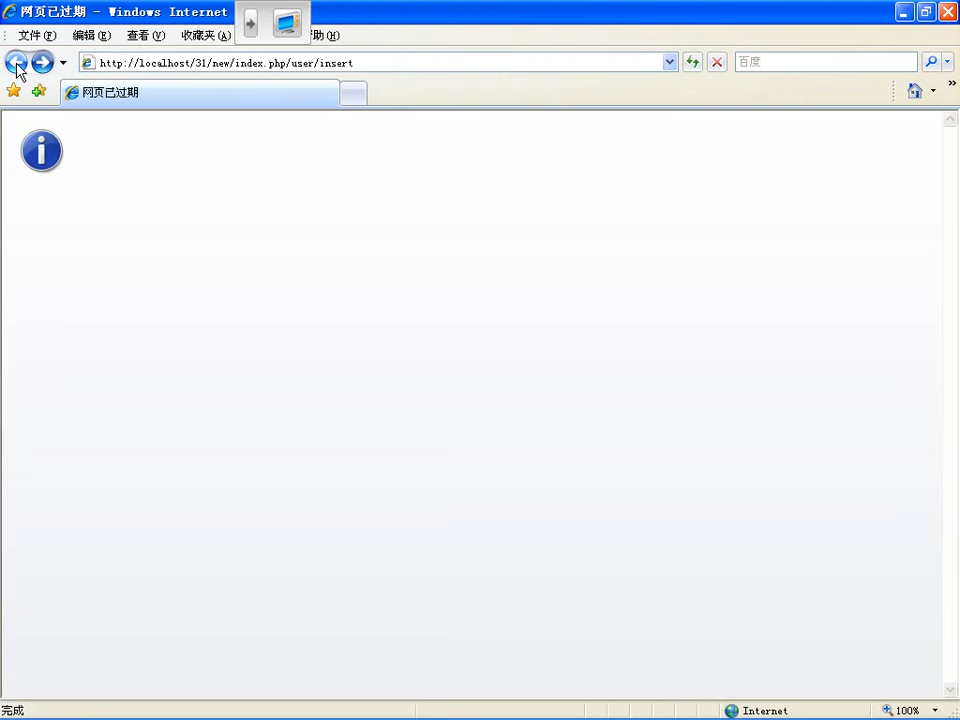 网页已过期 - Windows Internet
文件(F) 编辑(E) 查看(V) 收藏夹(A) 助(H)
http://localhost/31/new/index.php/user/insert 百度
网页已过期
完成 Internet 100%